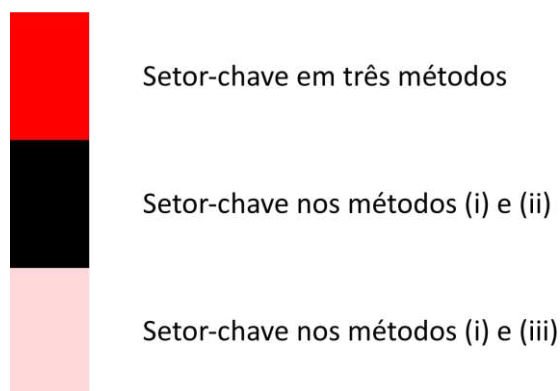 Setor-chave em três métodos
Setor-chave nos métodos (i) e (ii)
Setor-chave nos métodos (i) e (iii)